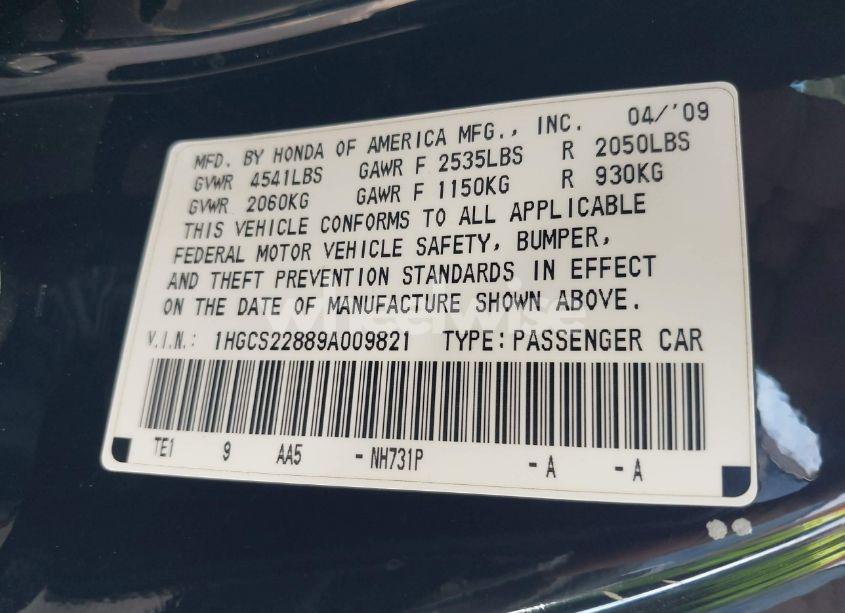 MFD. BY HONDA OF AMERICA MFG., INC. 04/'09
GVWR 4541LBS GAWR F 2535LBS R 2050LBS
GVWR 2060KG GAWR F 1150KG R 930KG
THIS VEHICLE CONFORMS TO ALL APPLICABLE
FEDERAL MOTOR VEHICLE SAFETY, BUMPER,
AND THEFT PREVENTION STANDARDS IN EFFECT
ON THE DATE OF MANUFACTURE SHOWN ABOVE.
wheelwise
V.I.N.: 1HGCS22889A009821 TYPE:PASSENGER CAR
TE1 9 AA5 -NH731P -A -A